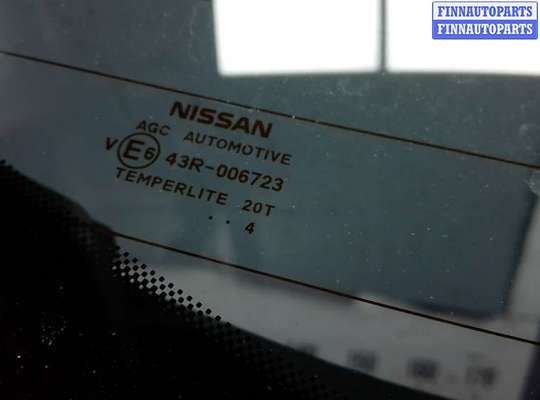 FINNAUTOPARTS
FINNAUTOPARTS
NISSAN
AGC AUTOMOTIVE
V E6 43R-006723
TEMPERLITE 20T
. . 4